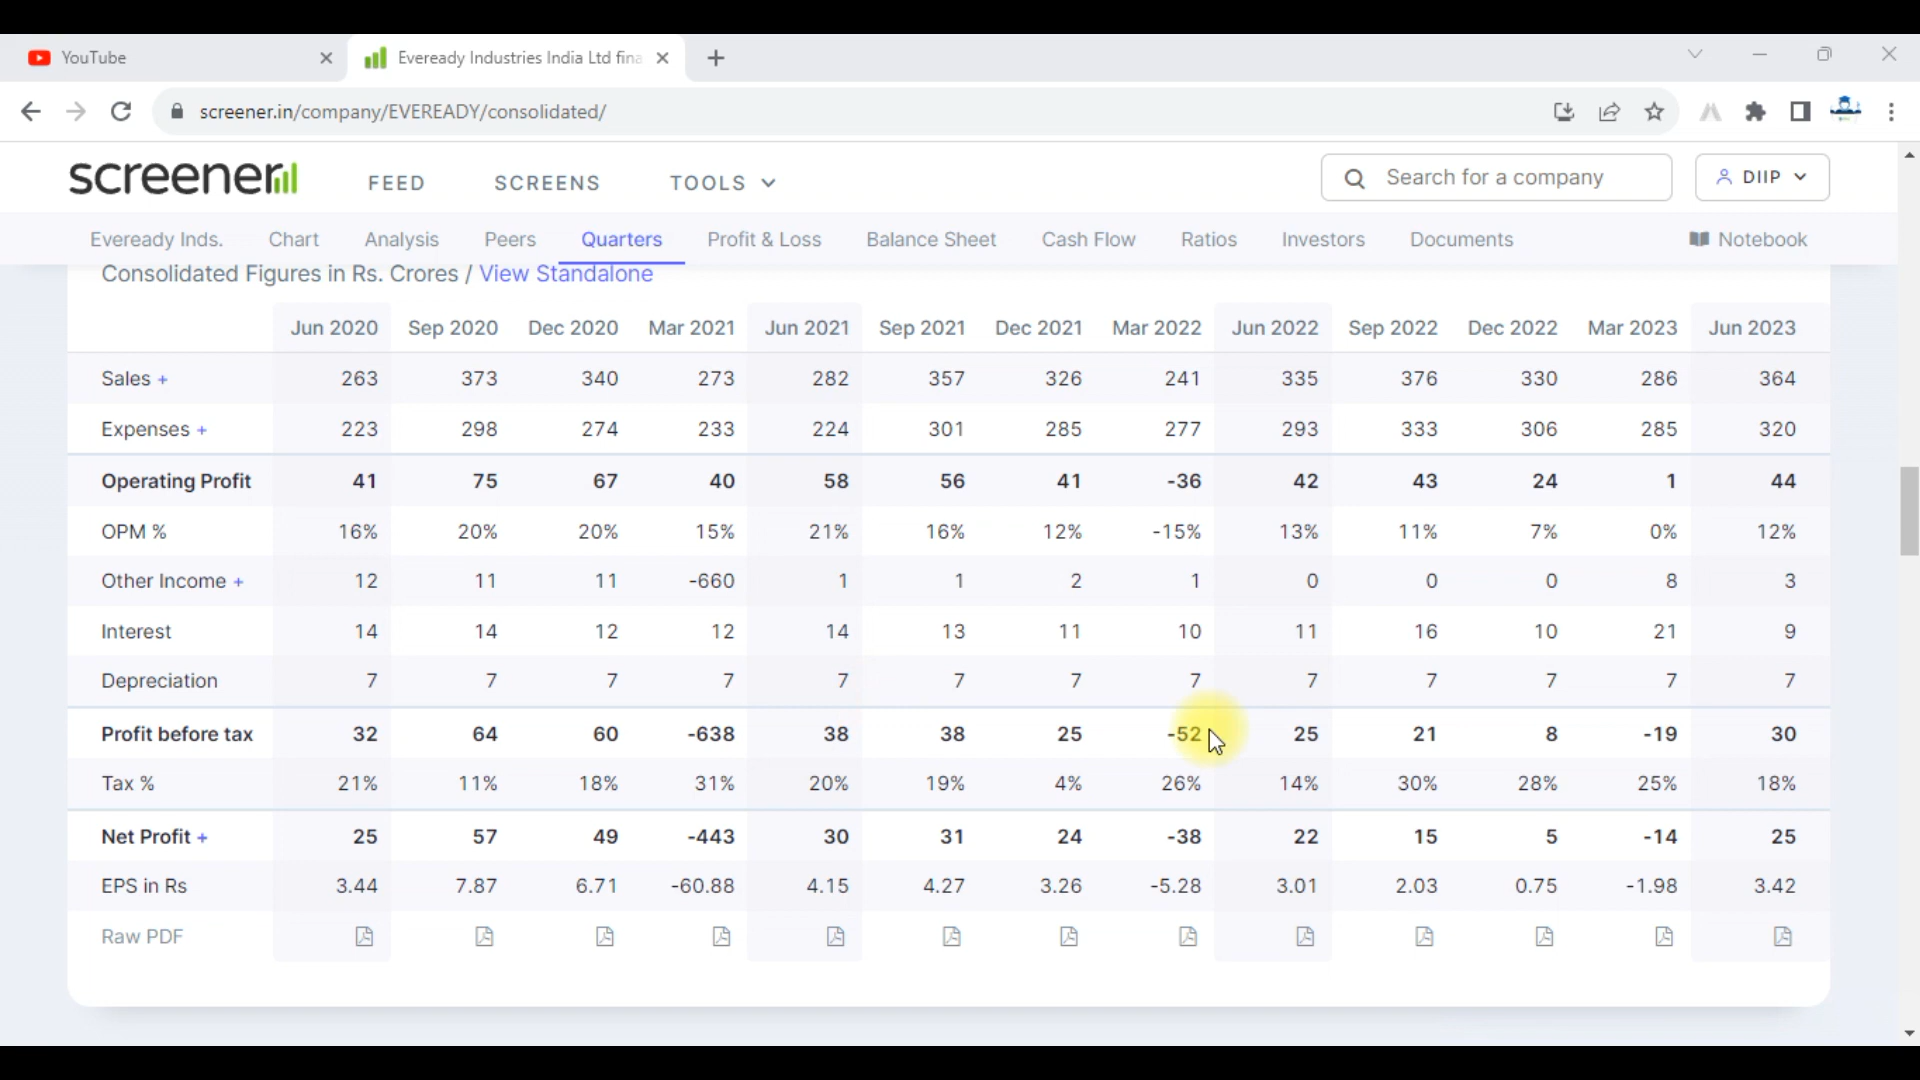 YouTube
Eveready Industries India Ltd fina
screener.in/company/EVEREADY/consolidated/
screener FEED SCREENS TOOLS Search for a company DIIP
Eveready Inds. Chart Analysis Peers Quarters Profit & Loss Balance Sheet Cash Flow Ratios Investors Documents Notebook
Consolidated Figures in Rs. Crores / View Standalone
Jun 2020 Sep 2020 Dec 2020 Mar 2021 Jun 2021 Sep 2021 Dec 2021 Mar 2022 Jun 2022 Sep 2022 Dec 2022 Mar 2023 Jun 2023
Sales + 263 373 340 273 282 357 326 241 335 376 330 286 364
Expenses + 223 298 274 233 224 301 285 277 293 333 306 285 320
Operating Profit 41 75 67 40 58 56 41 -36 42 43 24 1 44
OPM % 16% 20% 20% 15% 21% 16% 12% -15% 13% 11% 7% 0% 12%
Other Income + 12 11 11 -660 1 1 2 1 0 0 0 8 3
Interest 14 14 12 12 14 13 11 10 11 16 10 21 9
Depreciation 7 7 7 7 7 7 7 7 7 7 7 7 7
Profit before tax 32 64 60 -638 38 38 25 -52 25 21 8 -19 30
Tax % 21% 11% 18% 31% 20% 19% 4% 26% 14% 30% 28% 25% 18%
Net Profit + 25 57 49 -443 30 31 24 -38 22 15 5 -14 25
EPS in Rs 3.44 7.87 6.71 -60.88 4.15 4.27 3.26 -5.28 3.01 2.03 0.75 -1.98 3.42
Raw PDF